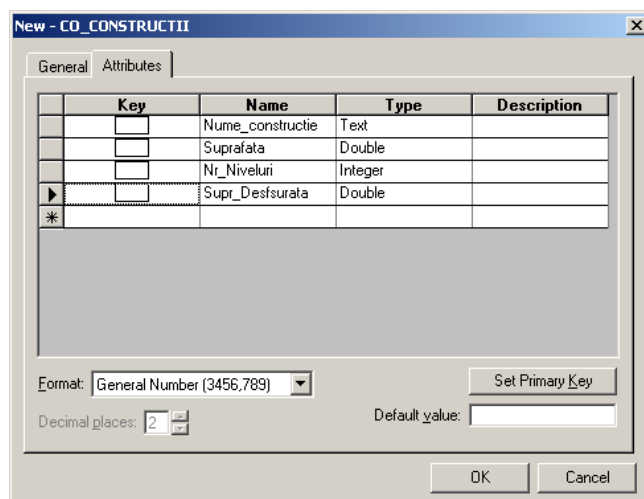 New - CO_CONSTRUCTII
General Attributes
Key Name Type Description
Nume_constructie Text
Suprafata Double
Nr_Niveluri Integer
Supr_Desfsurata Double
Format: General Number (3456,789) Set Primary Key
Decimal places: 2 Default value:
OK Cancel